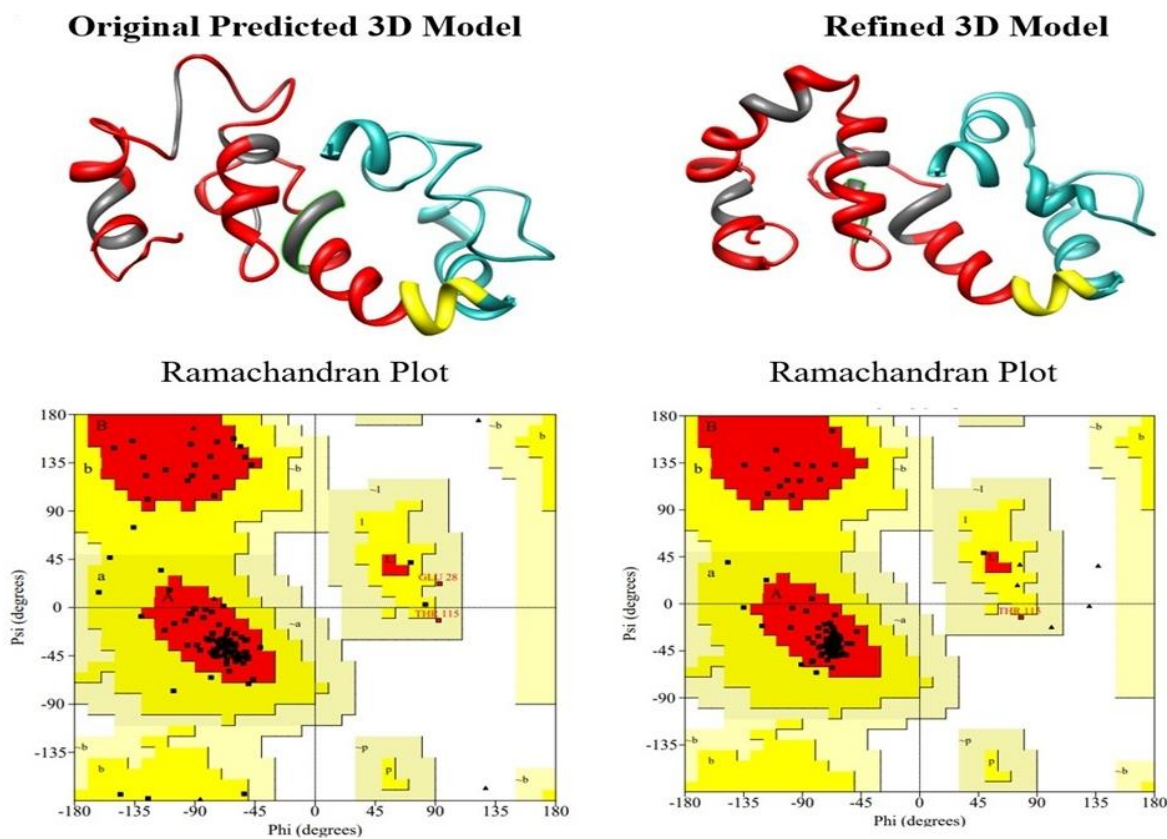 Original Predicted 3D Model
Refined 3D Model
Ramachandran Plot
Ramachandran Plot
180
B
~b
b
135
b
~b
~l
90
l
45
a
L
GLU 28
A
0
THR 115
~a
-45
-90
-135
~b
~p
b
p
~b
-180 -135 -90 -45 0 45 90 135 180
Phi (degrees)
Psi (degrees)
180
B
~b
b
135
b
~b
~l
90
l
45
a
A
0
THR 115
~a
-45
-90
-135
~b
~p
~b
b
p
-180 -135 -90 -45 0 45 90 135 180
Phi (degrees)
Psi (degrees)